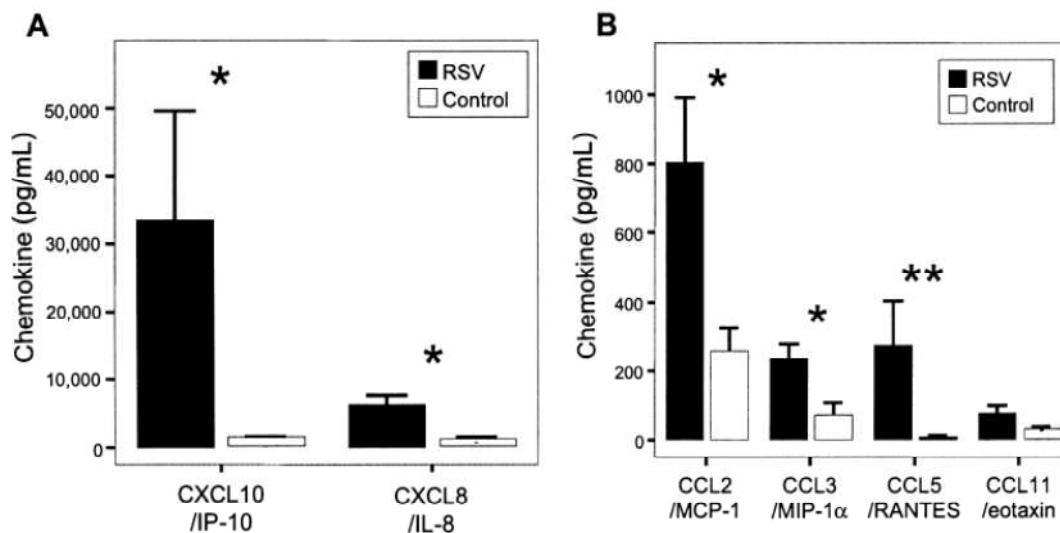 A
RSV
Control
*
*
Chemokine (pg/mL)
50,000
40,000
30,000
20,000
10,000
0
CXCL10
/IP-10
CXCL8
/IL-8
B
RSV
Control
*
*
**
Chemokine (pg/mL)
1000
800
600
400
200
0
CCL2
/MCP-1
CCL3
/MIP-1α
CCL5
/RANTES
CCL11
/eotaxin